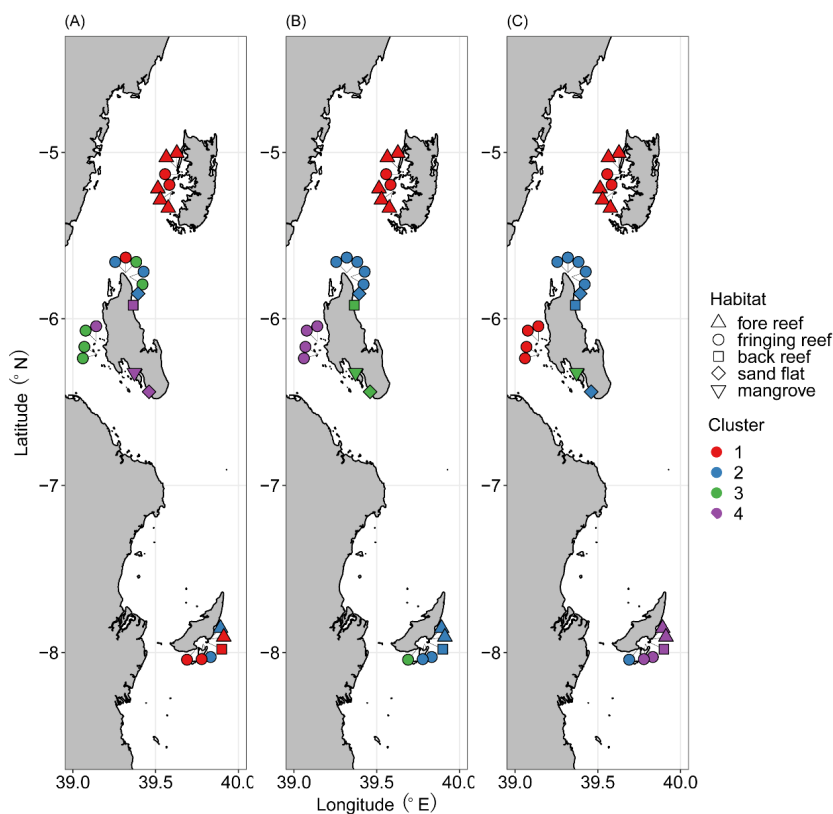 (A) (B) (C)
−5
−6
−7
−8
Latitude (°N)
39.0 39.5 40.0 39.0 39.5 40.0 39.0 39.5 40.0
Longitude (°E)
Habitat
fore reef
fringing reef
back reef
sand flat
mangrove
Cluster
1
2
3
4